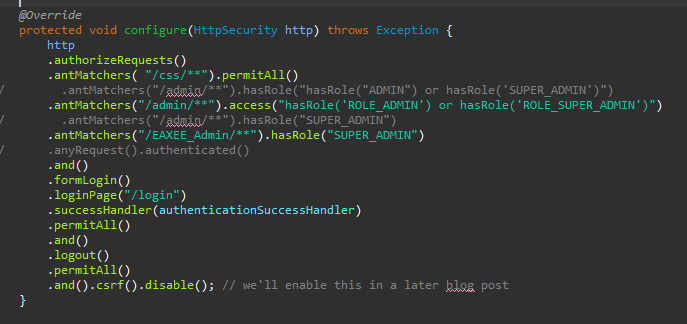 @Override
protected void configure(HttpSecurity http) throws Exception {
http
.authorizeRequests()
.antMatchers( "/css/**").permitAll()
/ .antMatchers("/admin/**").hasRole("hasRole("ADMIN") or hasRole('SUPER_ADMIN')")
.antMatchers("/admin/**").access("hasRole('ROLE_ADMIN') or hasRole('ROLE_SUPER_ADMIN')")
/ .antMatchers("/admin/**").hasRole("SUPER_ADMIN")
.antMatchers("/EAXEE_Admin/**").hasRole("SUPER_ADMIN")
/ .anyRequest().authenticated()
.and()
.formLogin()
.loginPage("/login")
.successHandler(authenticationSuccessHandler)
.permitAll()
.and()
.logout()
.permitAll()
.and().csrf().disable(); // we'll enable this in a later blog post
}